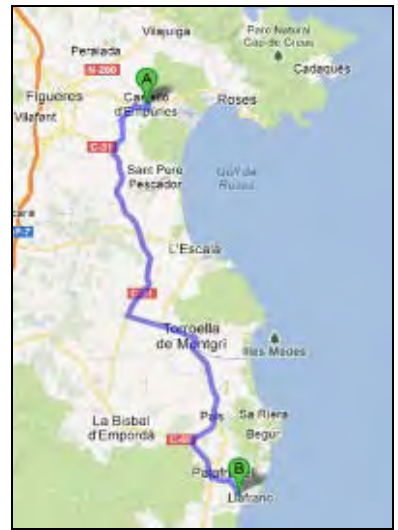 Vilajuïga
Parc Natural
Cap de Creus
Peralada
N-260
A
Cadaqués
Figueres
Roses
Vilafant
d'Empúries
C-31
Sant Pere
Pescador
Golf de
Roses
L'Escala
Torroella
de Montgrí
Illes Medes
La Bisbal
d'Empordà
Pals
Sa Riera
Begur
B
Llafranc